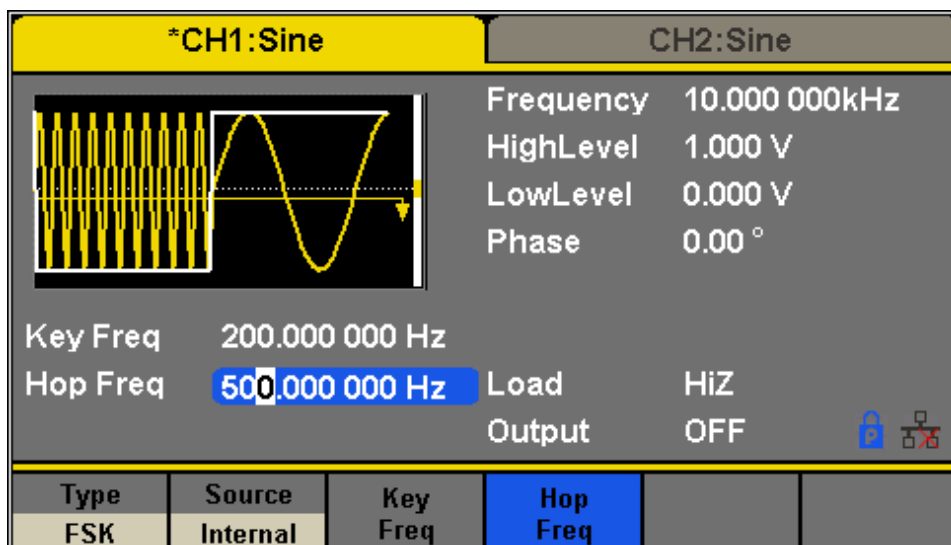 *CH1:Sine CH2:Sine
Frequency 10.000 000kHz
HighLevel 1.000 V
LowLevel 0.000 V
Phase 0.00 °
Key Freq 200.000 000 Hz
Hop Freq 500.000 000 Hz Load HiZ
Output OFF P
Type Source Key Hop
FSK Internal Freq Freq